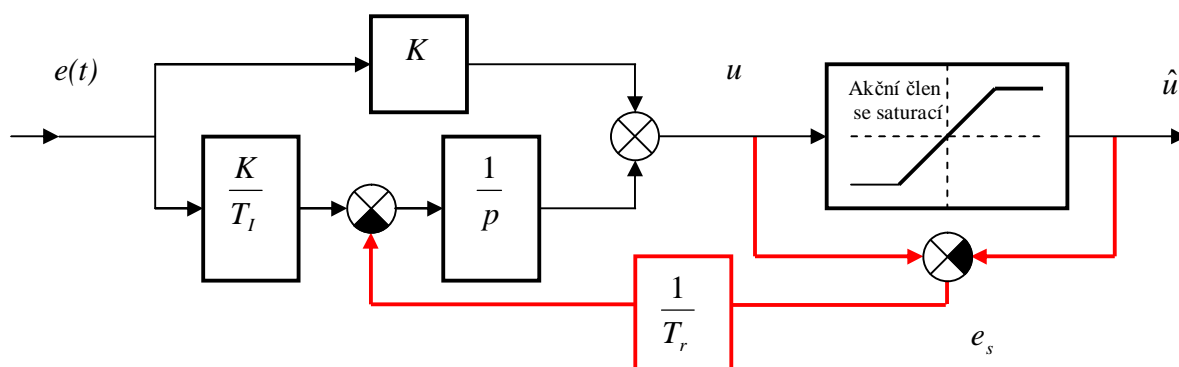 e(t)
K
K
T_I
1
p
u
Akční člen
se saturací
û
1
T_r
e_s